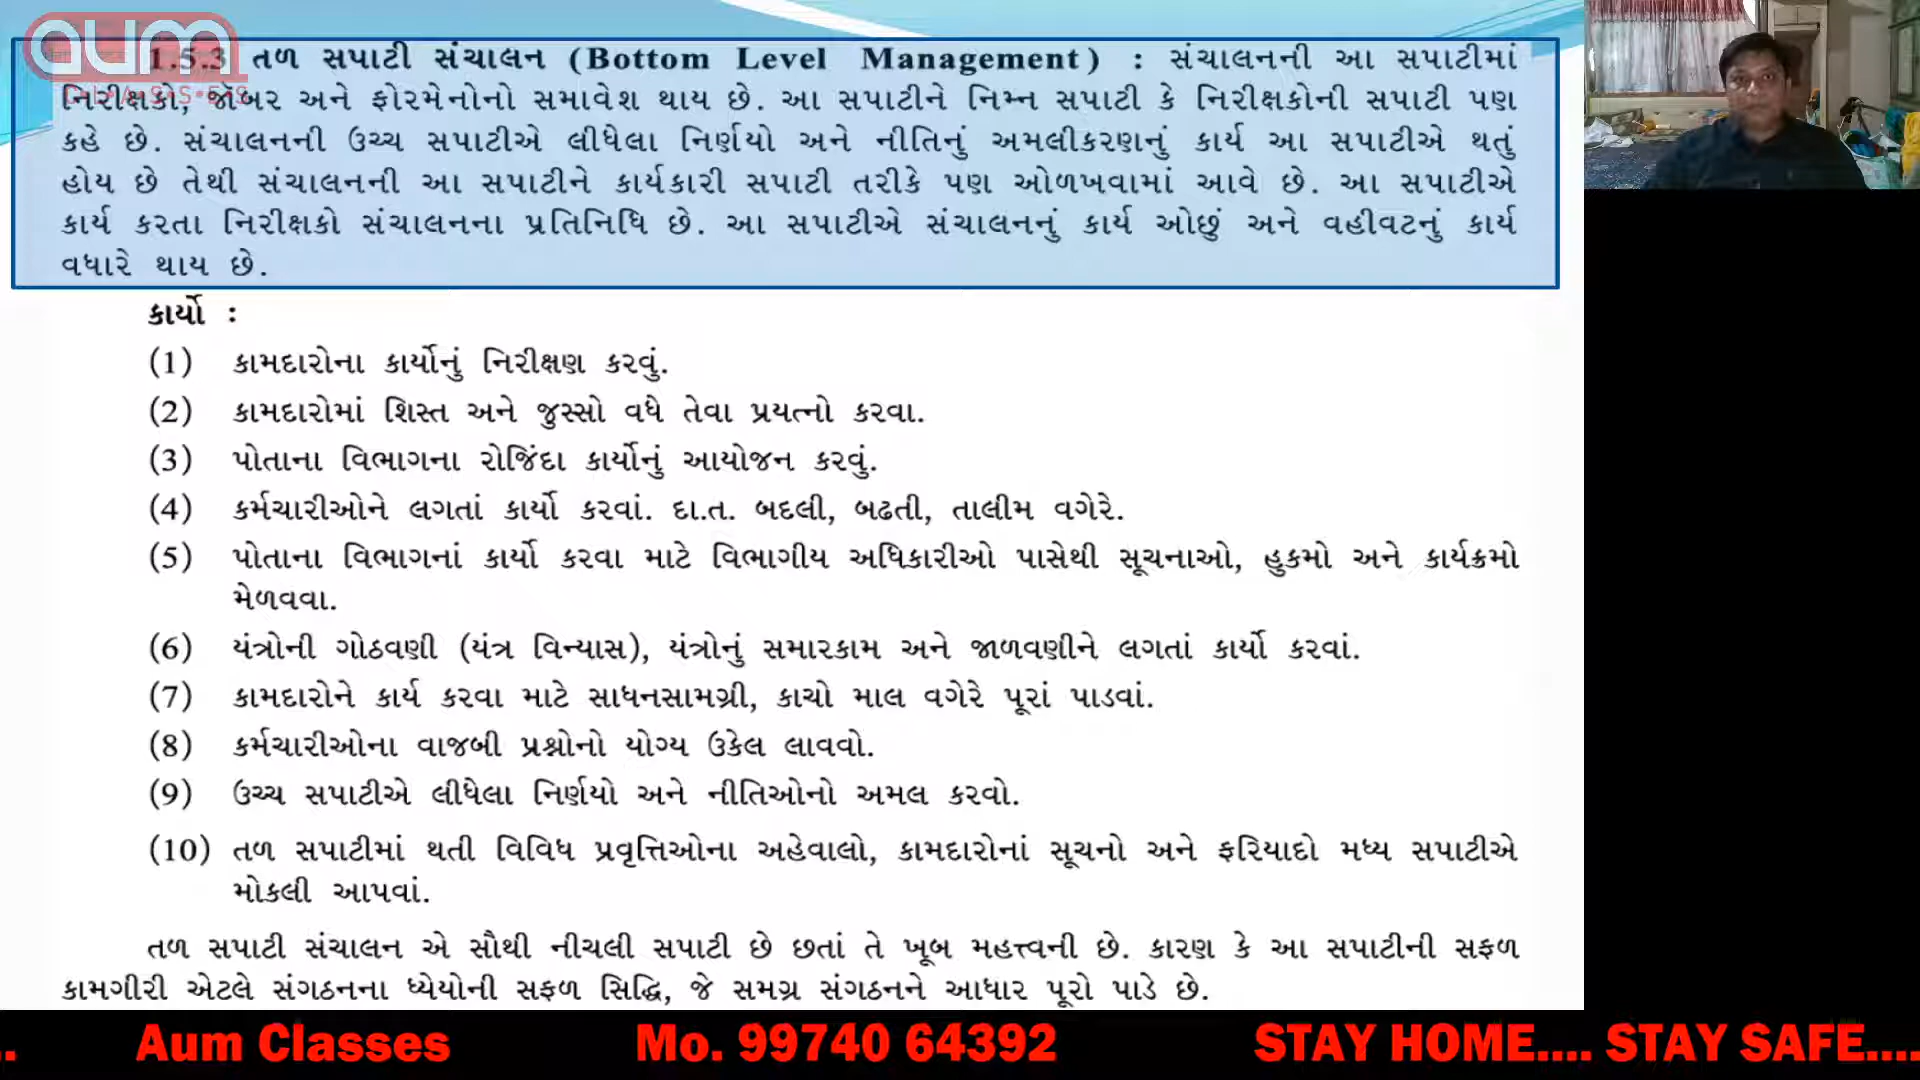 aum
C•L•A•S•S•E•S
1.5.3 તળ સપાટી સંચાલન (Bottom Level Management) : સંચાલનની આ સપાટીમાં
નિરીક્ષકો, જૉબર અને ફોરમેનોનો સમાવેશ થાય છે. આ સપાટીને નિમ્ન સપાટી કે નિરીક્ષકોની સપાટી પણ
કહે છે. સંચાલનની ઉચ્ચ સપાટીએ લીધેલા નિર્ણયો અને નીતિનું અમલીકરણનું કાર્ય આ સપાટીએ થતું
હોય છે તેથી સંચાલનની આ સપાટીને કાર્યકારી સપાટી તરીકે પણ ઓળખવામાં આવે છે. આ સપાટીએ
કાર્ય કરતા નિરીક્ષકો સંચાલનના પ્રતિનિધિ છે. આ સપાટીએ સંચાલનનું કાર્ય ઓછું અને વહીવટનું કાર્ય
વધારે થાય છે.
કાર્યો :
(1) કામદારોના કાર્યોનું નિરીક્ષણ કરવું.
(2) કામદારોમાં શિસ્ત અને જુસ્સો વધે તેવા પ્રયત્નો કરવા.
(3) પોતાના વિભાગના રોજિંદા કાર્યોનું આયોજન કરવું.
(4) કર્મચારીઓને લગતાં કાર્યો કરવાં. દા.ત. બદલી, બઢતી, તાલીમ વગેરે.
(5) પોતાના વિભાગનાં કાર્યો કરવા માટે વિભાગીય અધિકારીઓ પાસેથી સૂચનાઓ, હુકમો અને કાર્યક્રમો
મેળવવા.
(6) યંત્રોની ગોઠવણી (યંત્ર વિન્યાસ), યંત્રોનું સમારકામ અને જાળવણીને લગતાં કાર્યો કરવાં.
(7) કામદારોને કાર્ય કરવા માટે સાધનસામગ્રી, કાચો માલ વગેરે પૂરાં પાડવાં.
(8) કર્મચારીઓના વાજબી પ્રશ્નોનો યોગ્ય ઉકેલ લાવવો.
(9) ઉચ્ચ સપાટીએ લીધેલા નિર્ણયો અને નીતિઓનો અમલ કરવો.
(10) તળ સપાટીમાં થતી વિવિધ પ્રવૃત્તિઓના અહેવાલો, કામદારોનાં સૂચનો અને ફરિયાદો મધ્ય સપાટીએ
મોકલી આપવાં.
તળ સપાટી સંચાલન એ સૌથી નીચલી સપાટી છે છતાં તે ખૂબ મહત્ત્વની છે. કારણ કે આ સપાટીની સફળ
કામગીરી એટલે સંગઠનના ધ્યેયોની સફળ સિદ્ધિ, જે સમગ્ર સંગઠનને આધાર પૂરો પાડે છે.
.. Aum Classes Mo. 99740 64392 STAY HOME.... STAY SAFE....